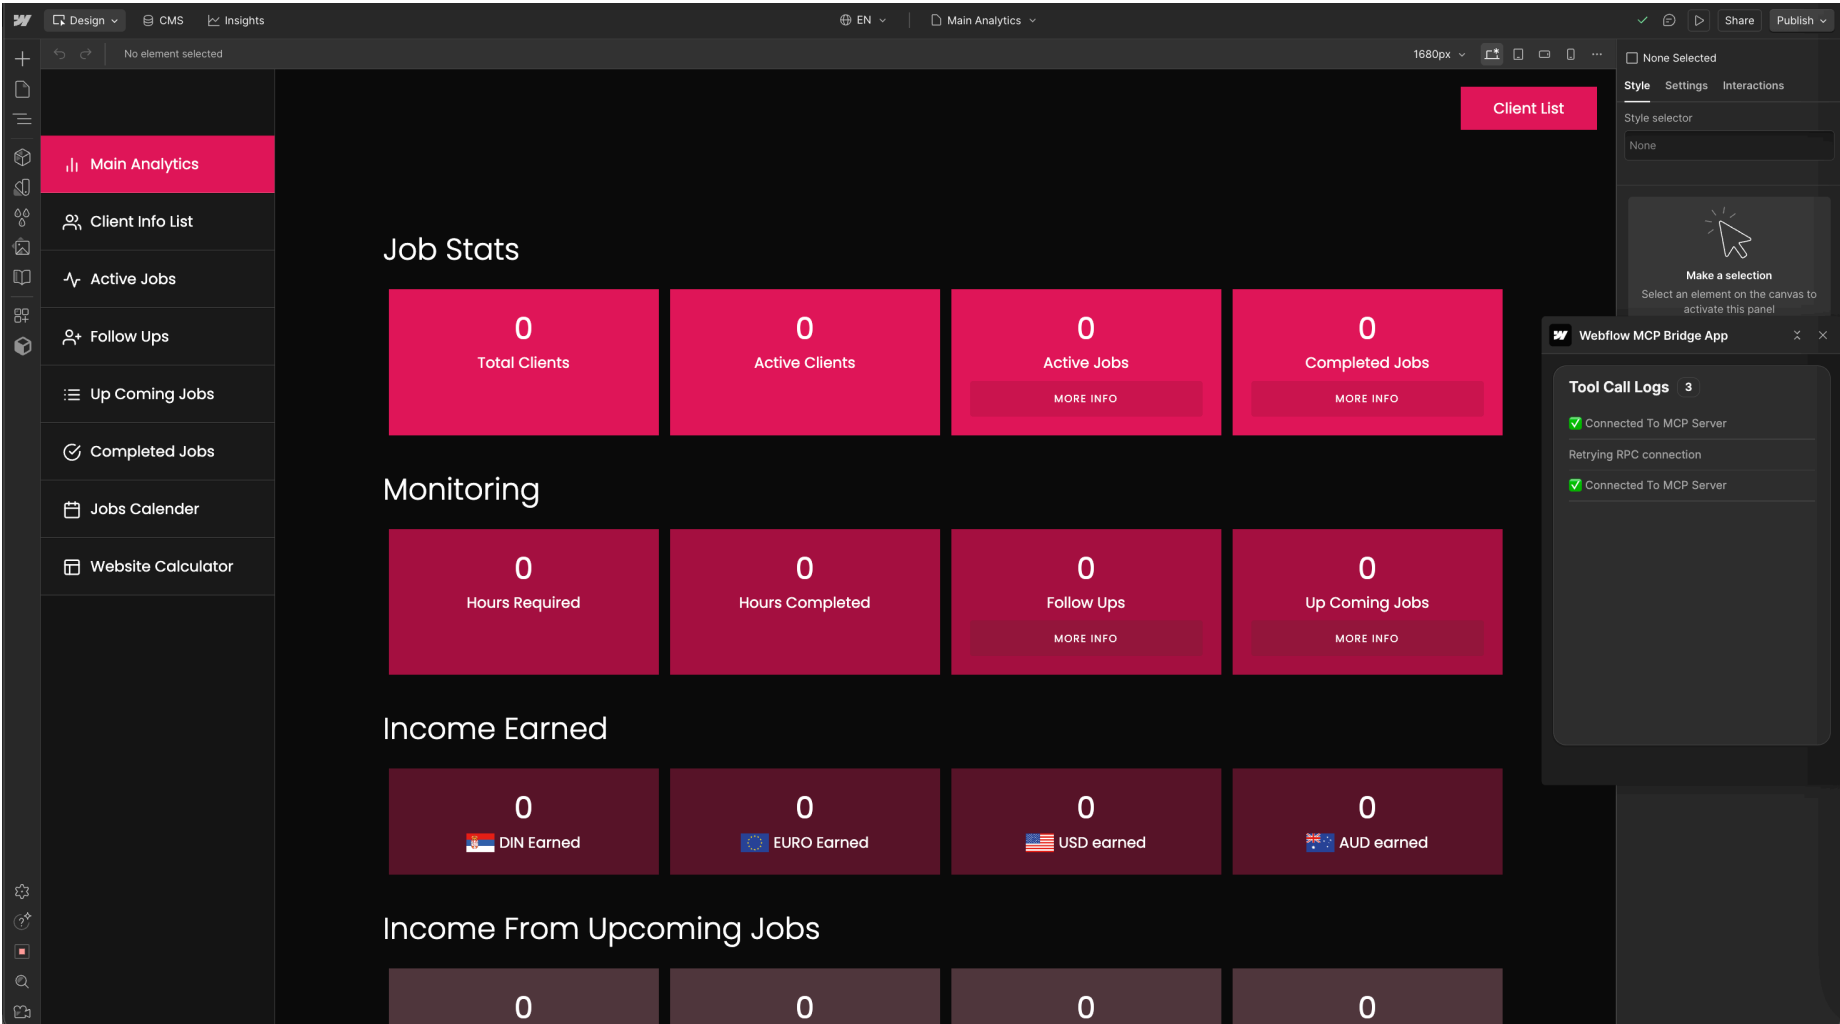 Design
CMS
Insights
EN
Main Analytics
Share
Publish
No element selected
1680px
None Selected
Style
Settings
Interactions
Style selector
None
Make a selection
Select an element on the canvas to
activate this panel
Client List
Main Analytics
Client Info List
Active Jobs
Follow Ups
Up Coming Jobs
Completed Jobs
Jobs Calender
Website Calculator
Job Stats
0
Total Clients
0
Active Clients
0
Active Jobs
MORE INFO
0
Completed Jobs
MORE INFO
Monitoring
0
Hours Required
0
Hours Completed
0
Follow Ups
MORE INFO
0
Up Coming Jobs
MORE INFO
Income Earned
0
DIN Earned
0
EURO Earned
0
USD earned
0
AUD earned
Income From Upcoming Jobs
0
0
0
0
Webflow MCP Bridge App
Tool Call Logs 3
✅ Connected To MCP Server
Retrying RPC connection
✅ Connected To MCP Server